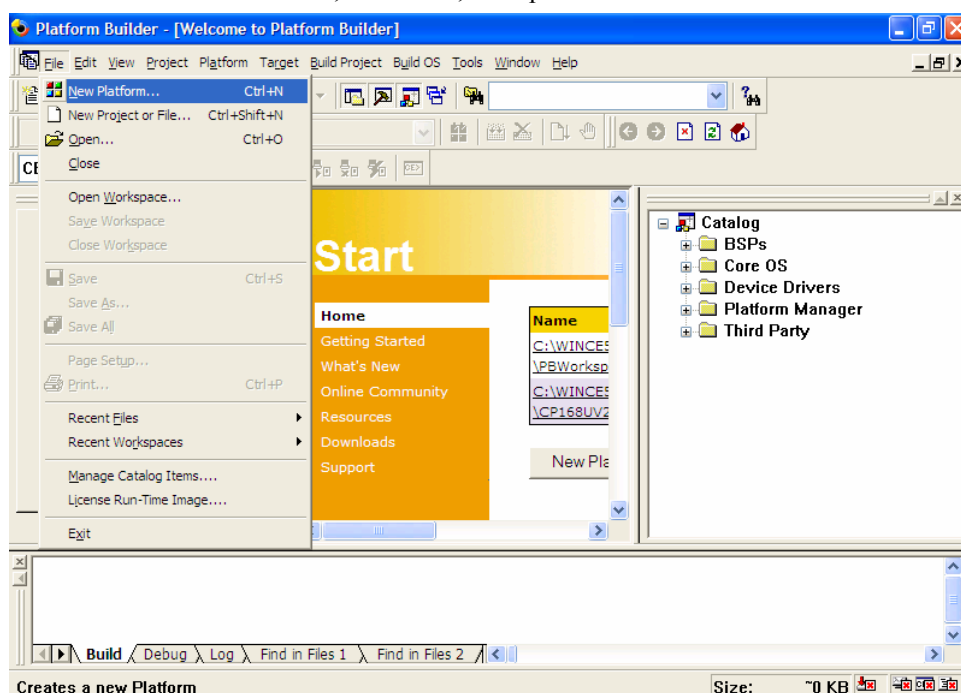 Platform Builder - [Welcome to Platform Builder]
File Edit View Project Platform Target Build Project Build OS Tools Window Help
New Platform... Ctrl+N
New Project or File... Ctrl+Shift+N
Open... Ctrl+O
Close
Open Workspace...
Save Workspace
Close Workspace
Save Ctrl+S
Save As...
Save All
Page Setup...
Print... Ctrl+P
Recent Files
Recent Workspaces
Manage Catalog Items....
License Run-Time Image....
Exit
Start
Home
Getting Started
What's New
Online Community
Resources
Downloads
Support
Name
C:\WINCE5
\PBWorksp
C:\WINCE5
\CP168UV2
New Pla
Catalog
BSPs
Core OS
Device Drivers
Platform Manager
Third Party
Build Debug Log Find in Files 1 Find in Files 2
Creates a new Platform Size: ~0 KB